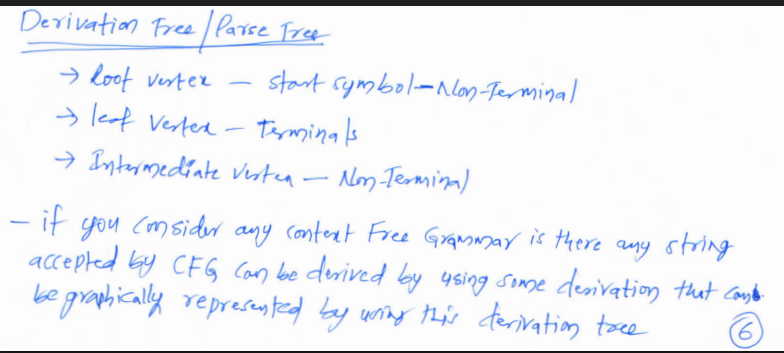 Derivation Tree/Parse Tree
→ Root vertex — start symbol - Non-Terminal
→ leaf vertex - Terminals
→ Intermediate vertex — Non-Terminal
- if you consider any context Free Grammar is there any string
accepted by CFG can be derived by using some derivation that can
be graphically represented by using this derivation tree
6